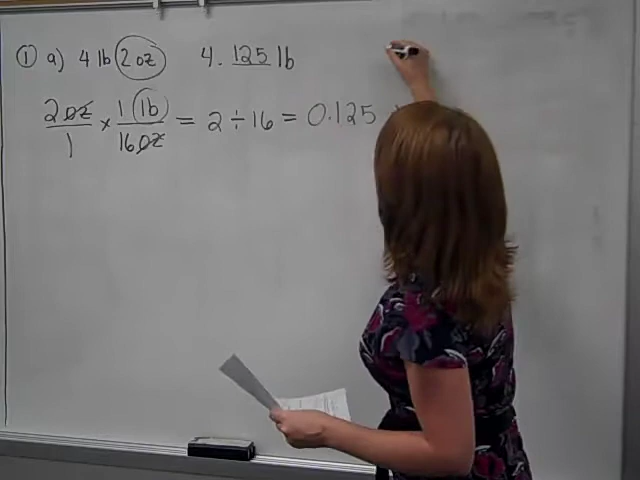 ① a) 4 lb 2 oz 4. 125 lb
2 oz/1 × 1 lb/16 oz = 2 ÷ 16 = 0.125